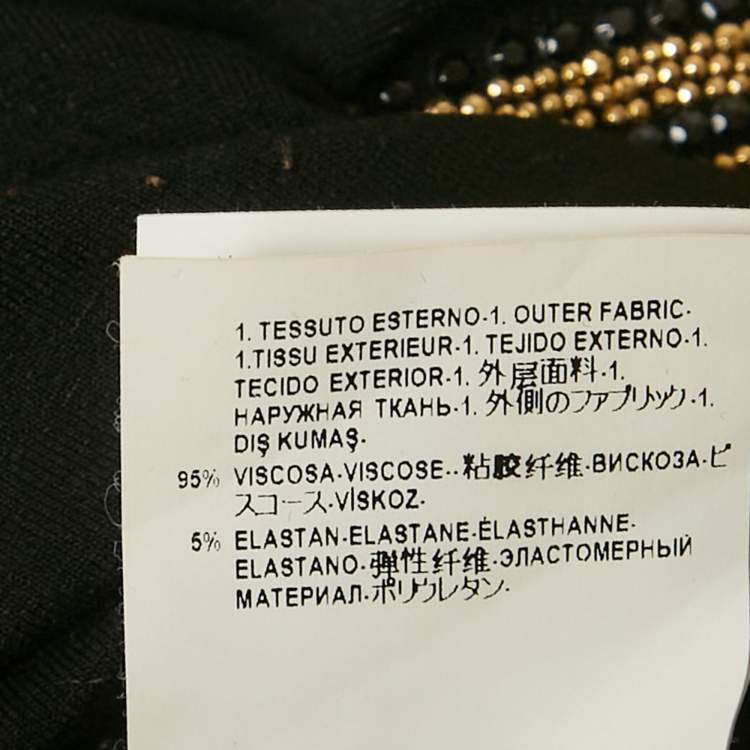 1. TESSUTO ESTERNO-1. OUTER FABRIC-
1.TISSU EXTERIEUR-1. TEJIDO EXTERNO-1.
TECIDO EXTERIOR-1. 外层面料-1.
НАРУЖНАЯ ТКАНЬ-1. 外側のファブリック-1.
DIŞ KUMAŞ-
95% VISCOSA-VISCOSE--粘胶纤维-ВИСКОЗА-ビ
スコース-VİSKOZ-
5% ELASTAN-ELASTANE-ÉLASTHANNE-
ELASTANO-弹性纤维-ЭЛАСТОМЕРНЫЙ
МАТЕРИАЛ-ポリウレタン-